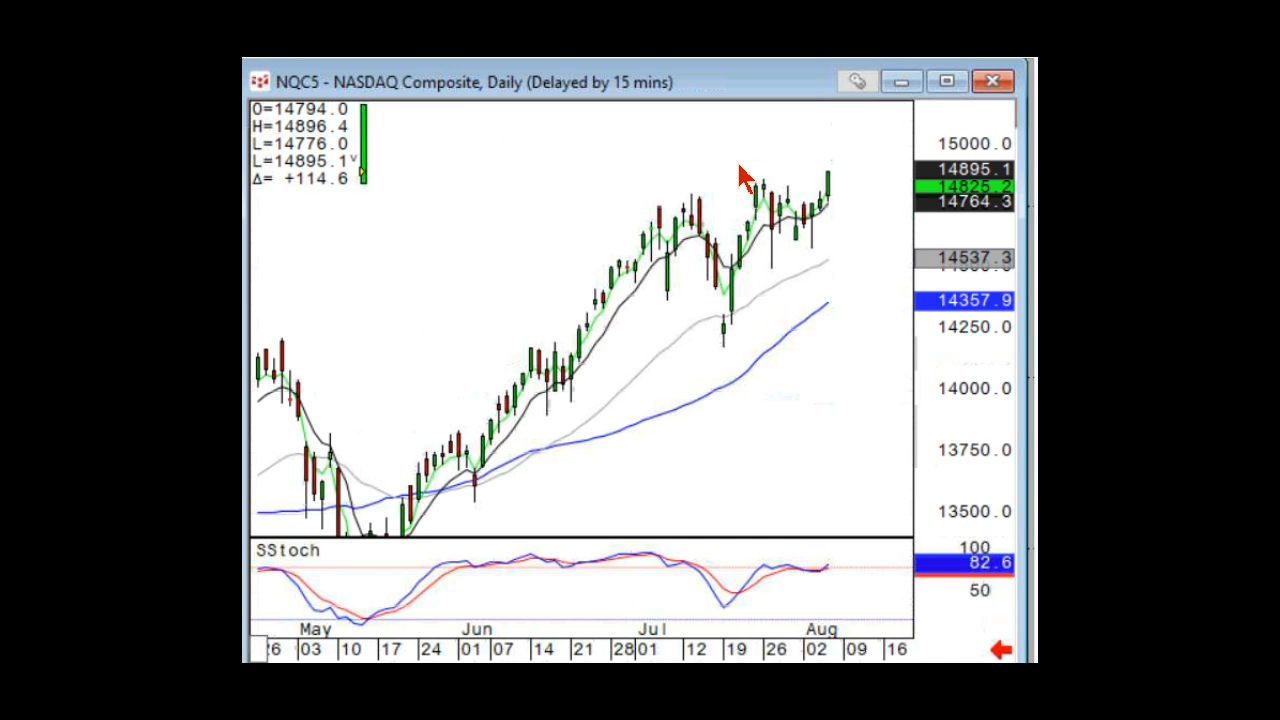 NQC5 - NASDAQ Composite, Daily (Delayed by 15 mins)
O=14794.0
H=14896.4
L=14776.0
L=14895.1v
Δ= +114.6
15000.0
14895.1
14825.2
14764.3
14537.3
14357.9
14250.0
14000.0
13750.0
13500.0
SStoch
100
82.6
50
May Jun Jul Aug
26 03 10 17 24 01 07 14 21 28 01 12 19 26 02 09 16